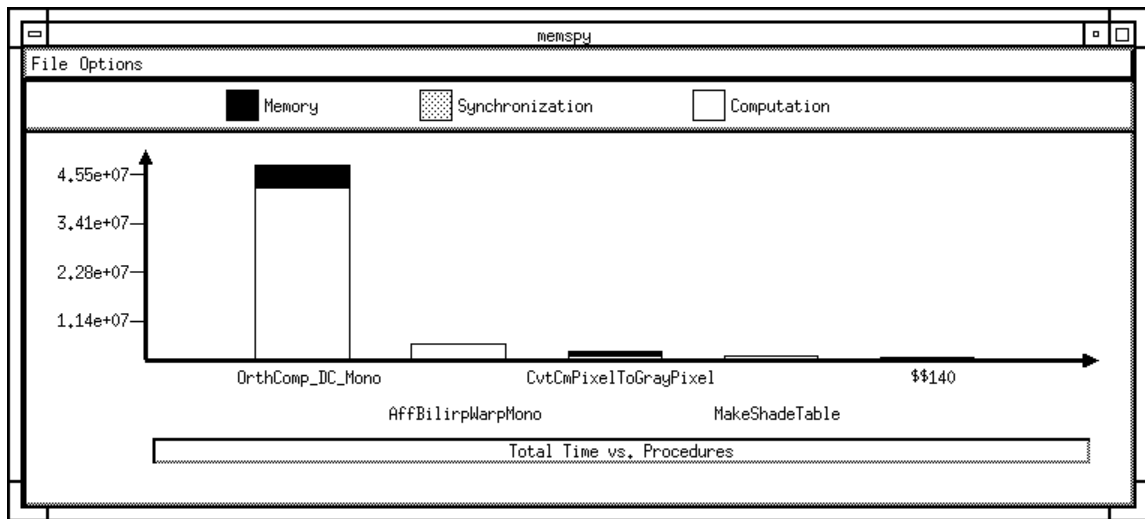 memspy
File Options
Memory Synchronization Computation
4.55e+07
3.41e+07
2.28e+07
1.14e+07
OrthComp_DC_Mono CvtCmPixelToGrayPixel $$140
AffBilirpWarpMono MakeShadeTable
Total Time vs. Procedures